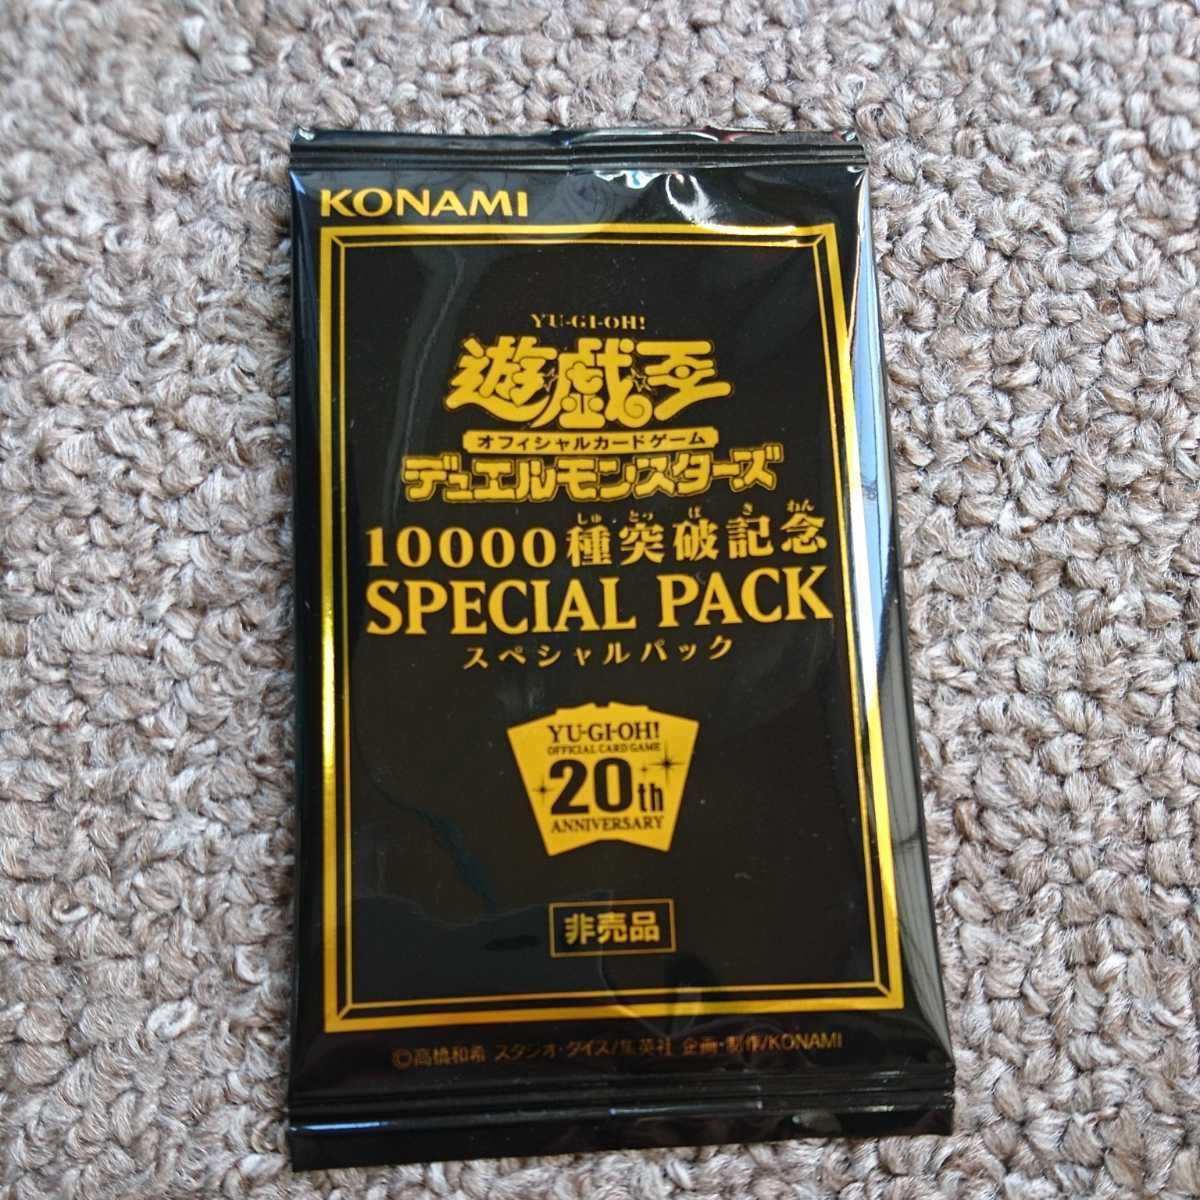 KONAMI
YU-GI-OH!
遊☆戯☆王
オフィシャルカードゲーム
デュエルモンスターズ
しゅ とっ ぱ き ねん
10000種突破記念
SPECIAL PACK
スペシャルパック
YU-GI-OH!
OFFICIAL CARD GAME
20th
ANNIVERSARY
非売品
©高橋和希 スタジオ・ダイス/集英社 企画・制作/KONAMI